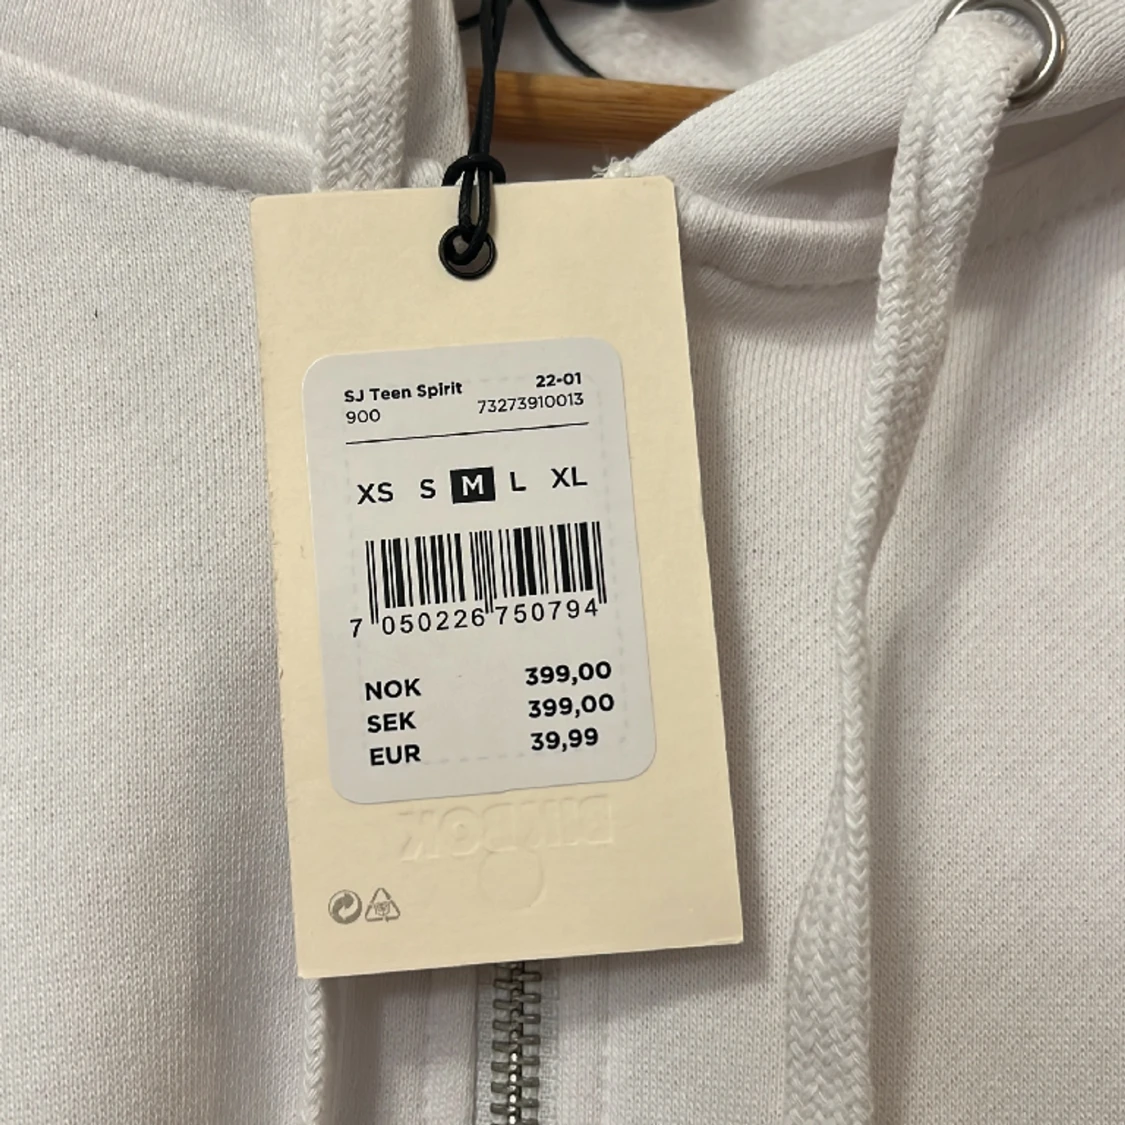 SJ Teen Spirit 22-01
900 73273910013
XS S M L XL
7 050226 750794
NOK 399,00
SEK 399,00
EUR 39,99
BIKBOK